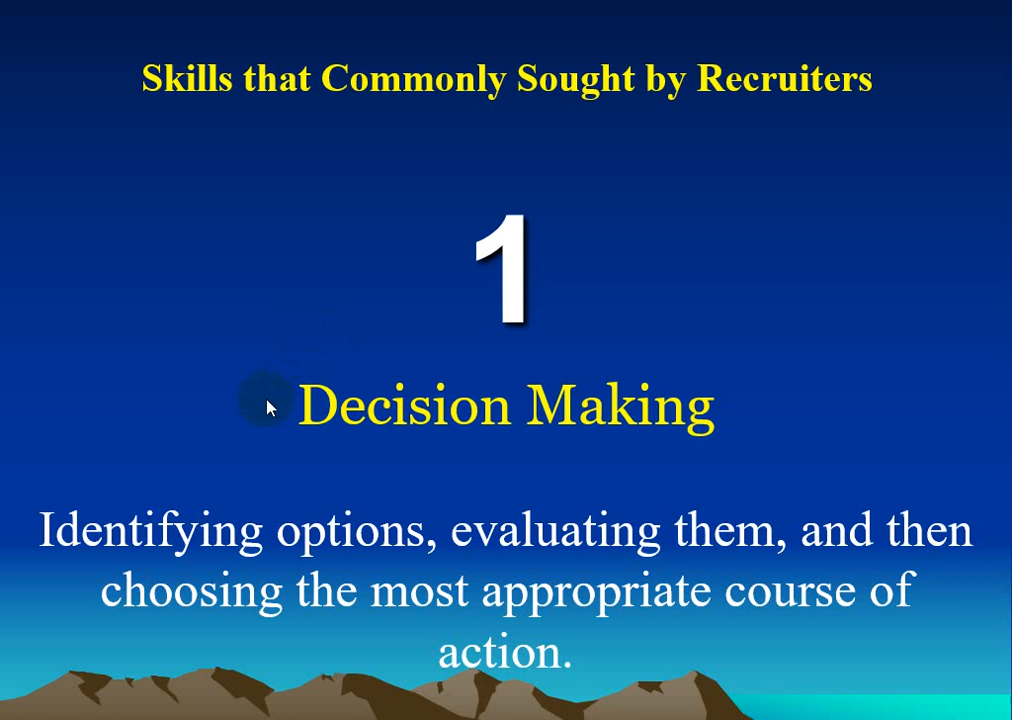 Skills that Commonly Sought by Recruiters
1
Decision Making
Identifying options, evaluating them, and then
choosing the most appropriate course of
action.